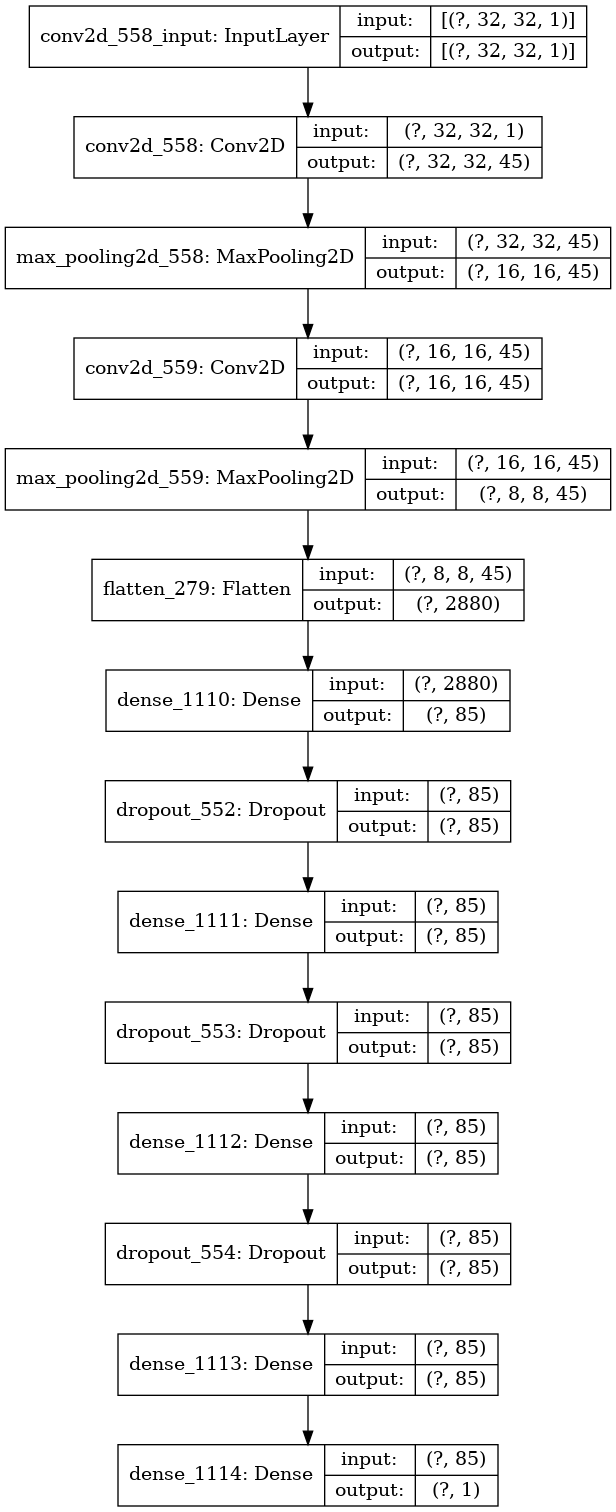 conv2d_558_input: InputLayer
input: [(?, 32, 32, 1)]
output: [(?, 32, 32, 1)]
conv2d_558: Conv2D
input: (?, 32, 32, 1)
output: (?, 32, 32, 45)
max_pooling2d_558: MaxPooling2D
input: (?, 32, 32, 45)
output: (?, 16, 16, 45)
conv2d_559: Conv2D
input: (?, 16, 16, 45)
output: (?, 16, 16, 45)
max_pooling2d_559: MaxPooling2D
input: (?, 16, 16, 45)
output: (?, 8, 8, 45)
flatten_279: Flatten
input: (?, 8, 8, 45)
output: (?, 2880)
dense_1110: Dense
input: (?, 2880)
output: (?, 85)
dropout_552: Dropout
input: (?, 85)
output: (?, 85)
dense_1111: Dense
input: (?, 85)
output: (?, 85)
dropout_553: Dropout
input: (?, 85)
output: (?, 85)
dense_1112: Dense
input: (?, 85)
output: (?, 85)
dropout_554: Dropout
input: (?, 85)
output: (?, 85)
dense_1113: Dense
input: (?, 85)
output: (?, 85)
dense_1114: Dense
input: (?, 85)
output: (?, 1)